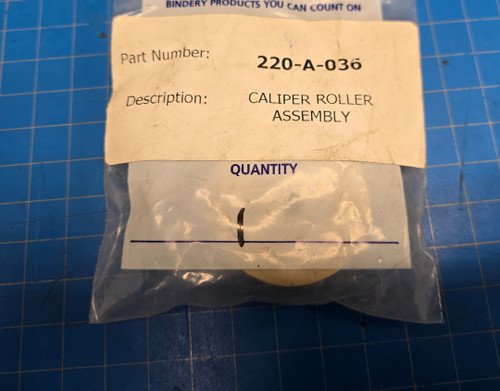 BINDERY PRODUCTS YOU CAN COUNT ON
Part Number: 220-A-036
Description: CALIPER ROLLER
ASSEMBLY
QUANTITY
1